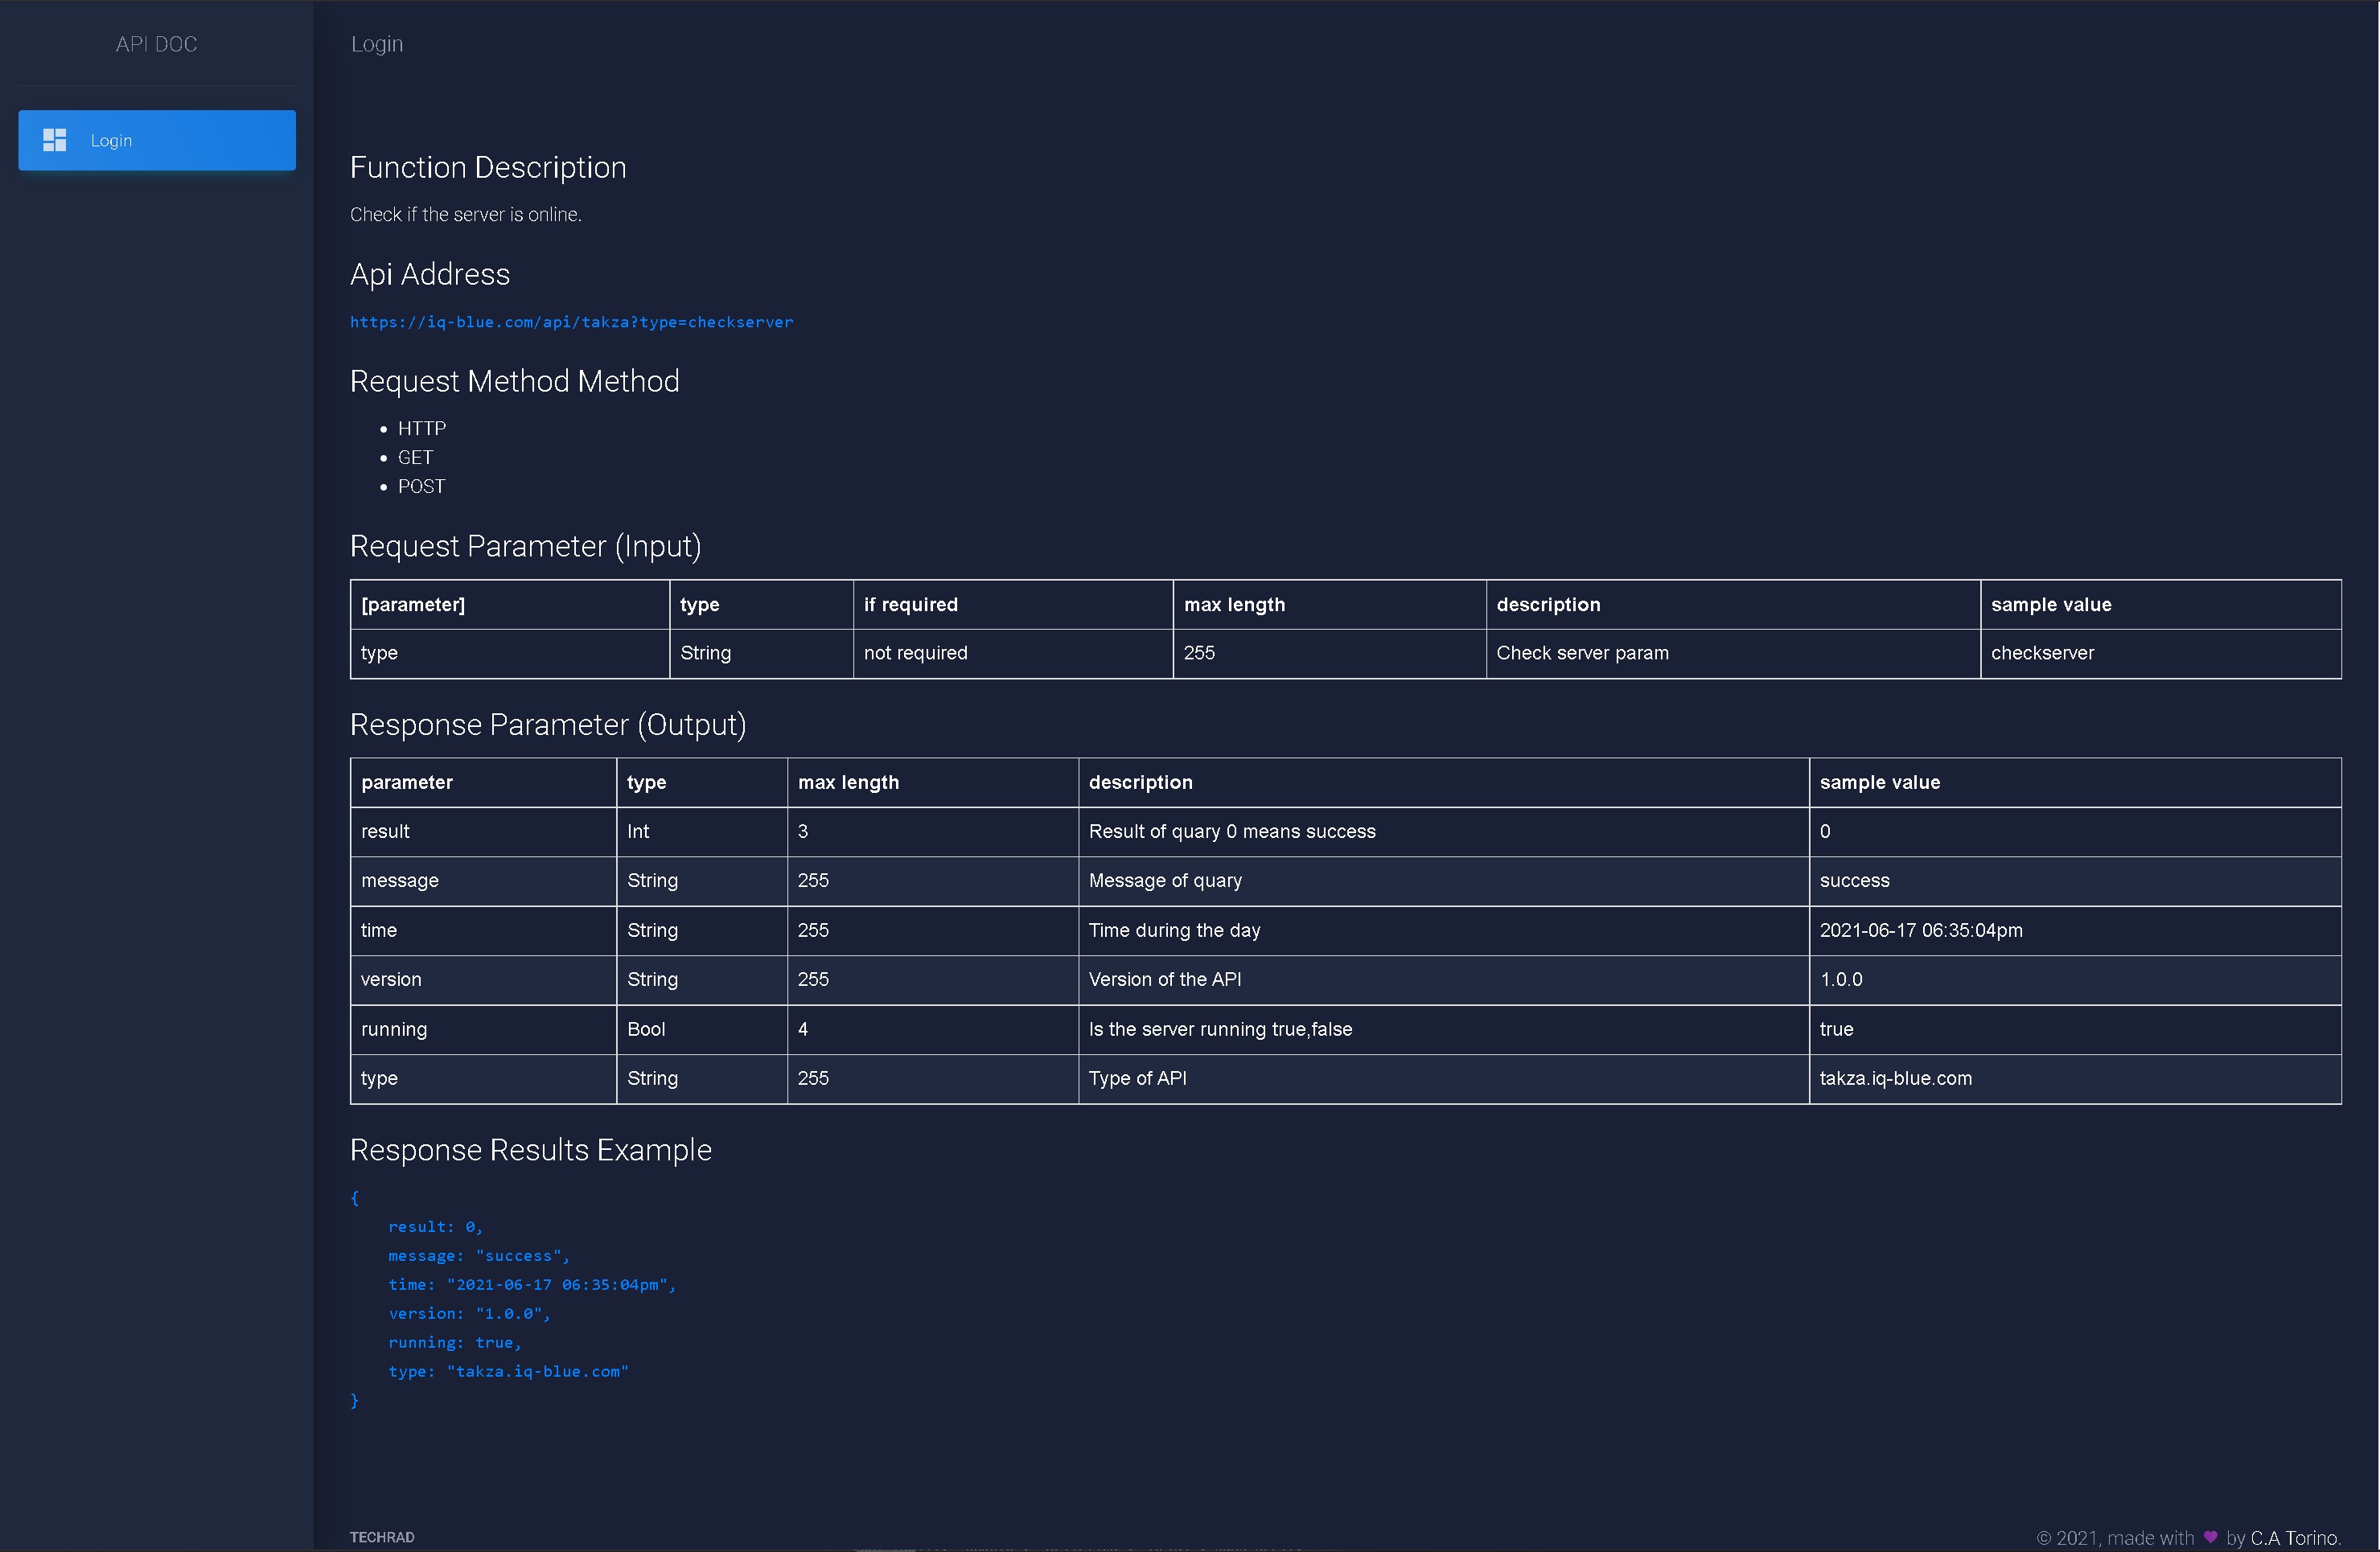 API DOC
Login
Login
Function Description
Check if the server is online.
Api Address
https://iq-blue.com/api/takza?type=checkserver
Request Method Method
HTTP
GET
POST
Request Parameter (Input)
[parameter] type if required max length description sample value
type String not required 255 Check server param checkserver
Response Parameter (Output)
parameter type max length description sample value
result Int 3 Result of quary 0 means success 0
message String 255 Message of quary success
time String 255 Time during the day 2021-06-17 06:35:04pm
version String 255 Version of the API 1.0.0
running Bool 4 Is the server running true,false true
type String 255 Type of API takza.iq-blue.com
Response Results Example
{
result: 0,
message: "success",
time: "2021-06-17 06:35:04pm",
version: "1.0.0",
running: true,
type: "takza.iq-blue.com"
}
TECHRAD
© 2021, made with ♥ by C.A Torino.